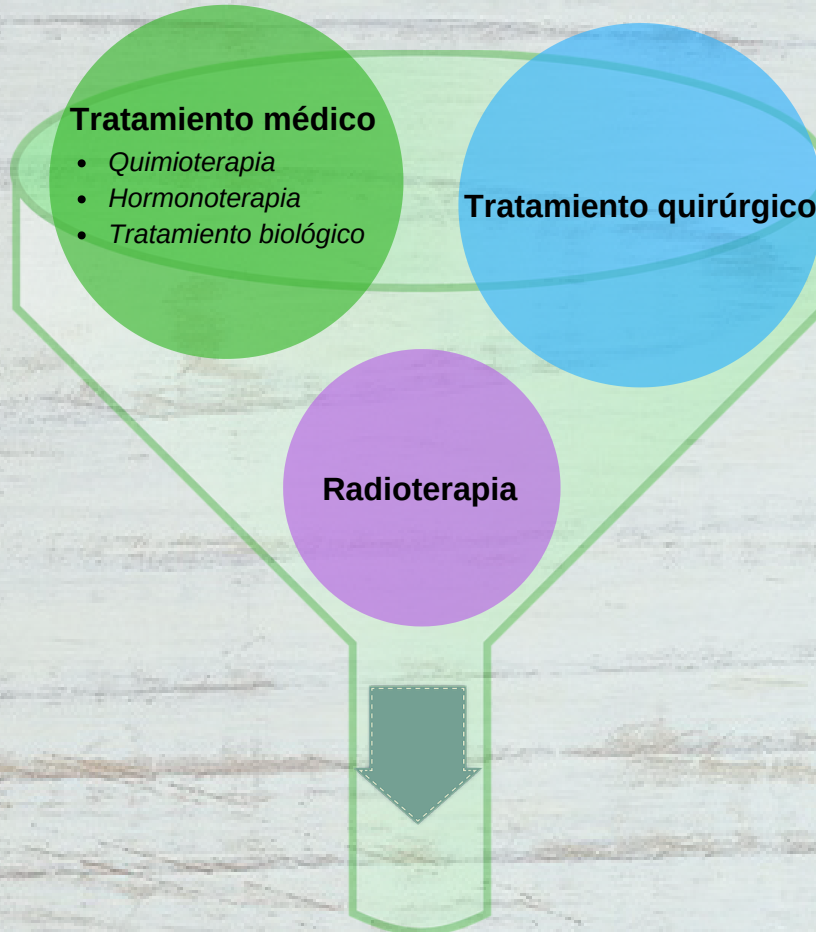 Tratamiento médico
• Quimioterapia
• Hormonoterapia
• Tratamiento biológico
Tratamiento quirúrgico
Radioterapia